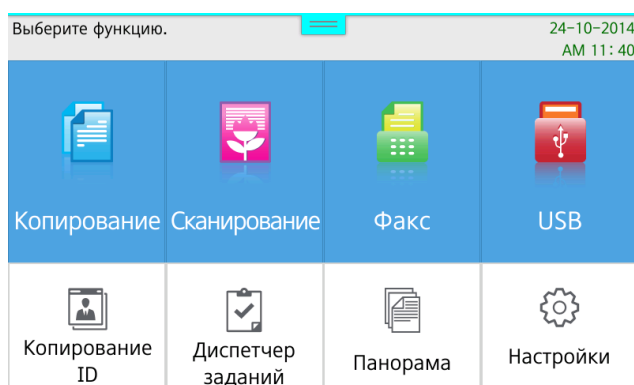 Выберите функцию.
24-10-2014
AM 11: 40
Копирование
Сканирование
Факс
USB
Копирование
ID
Диспетчер
заданий
Панорама
Настройки